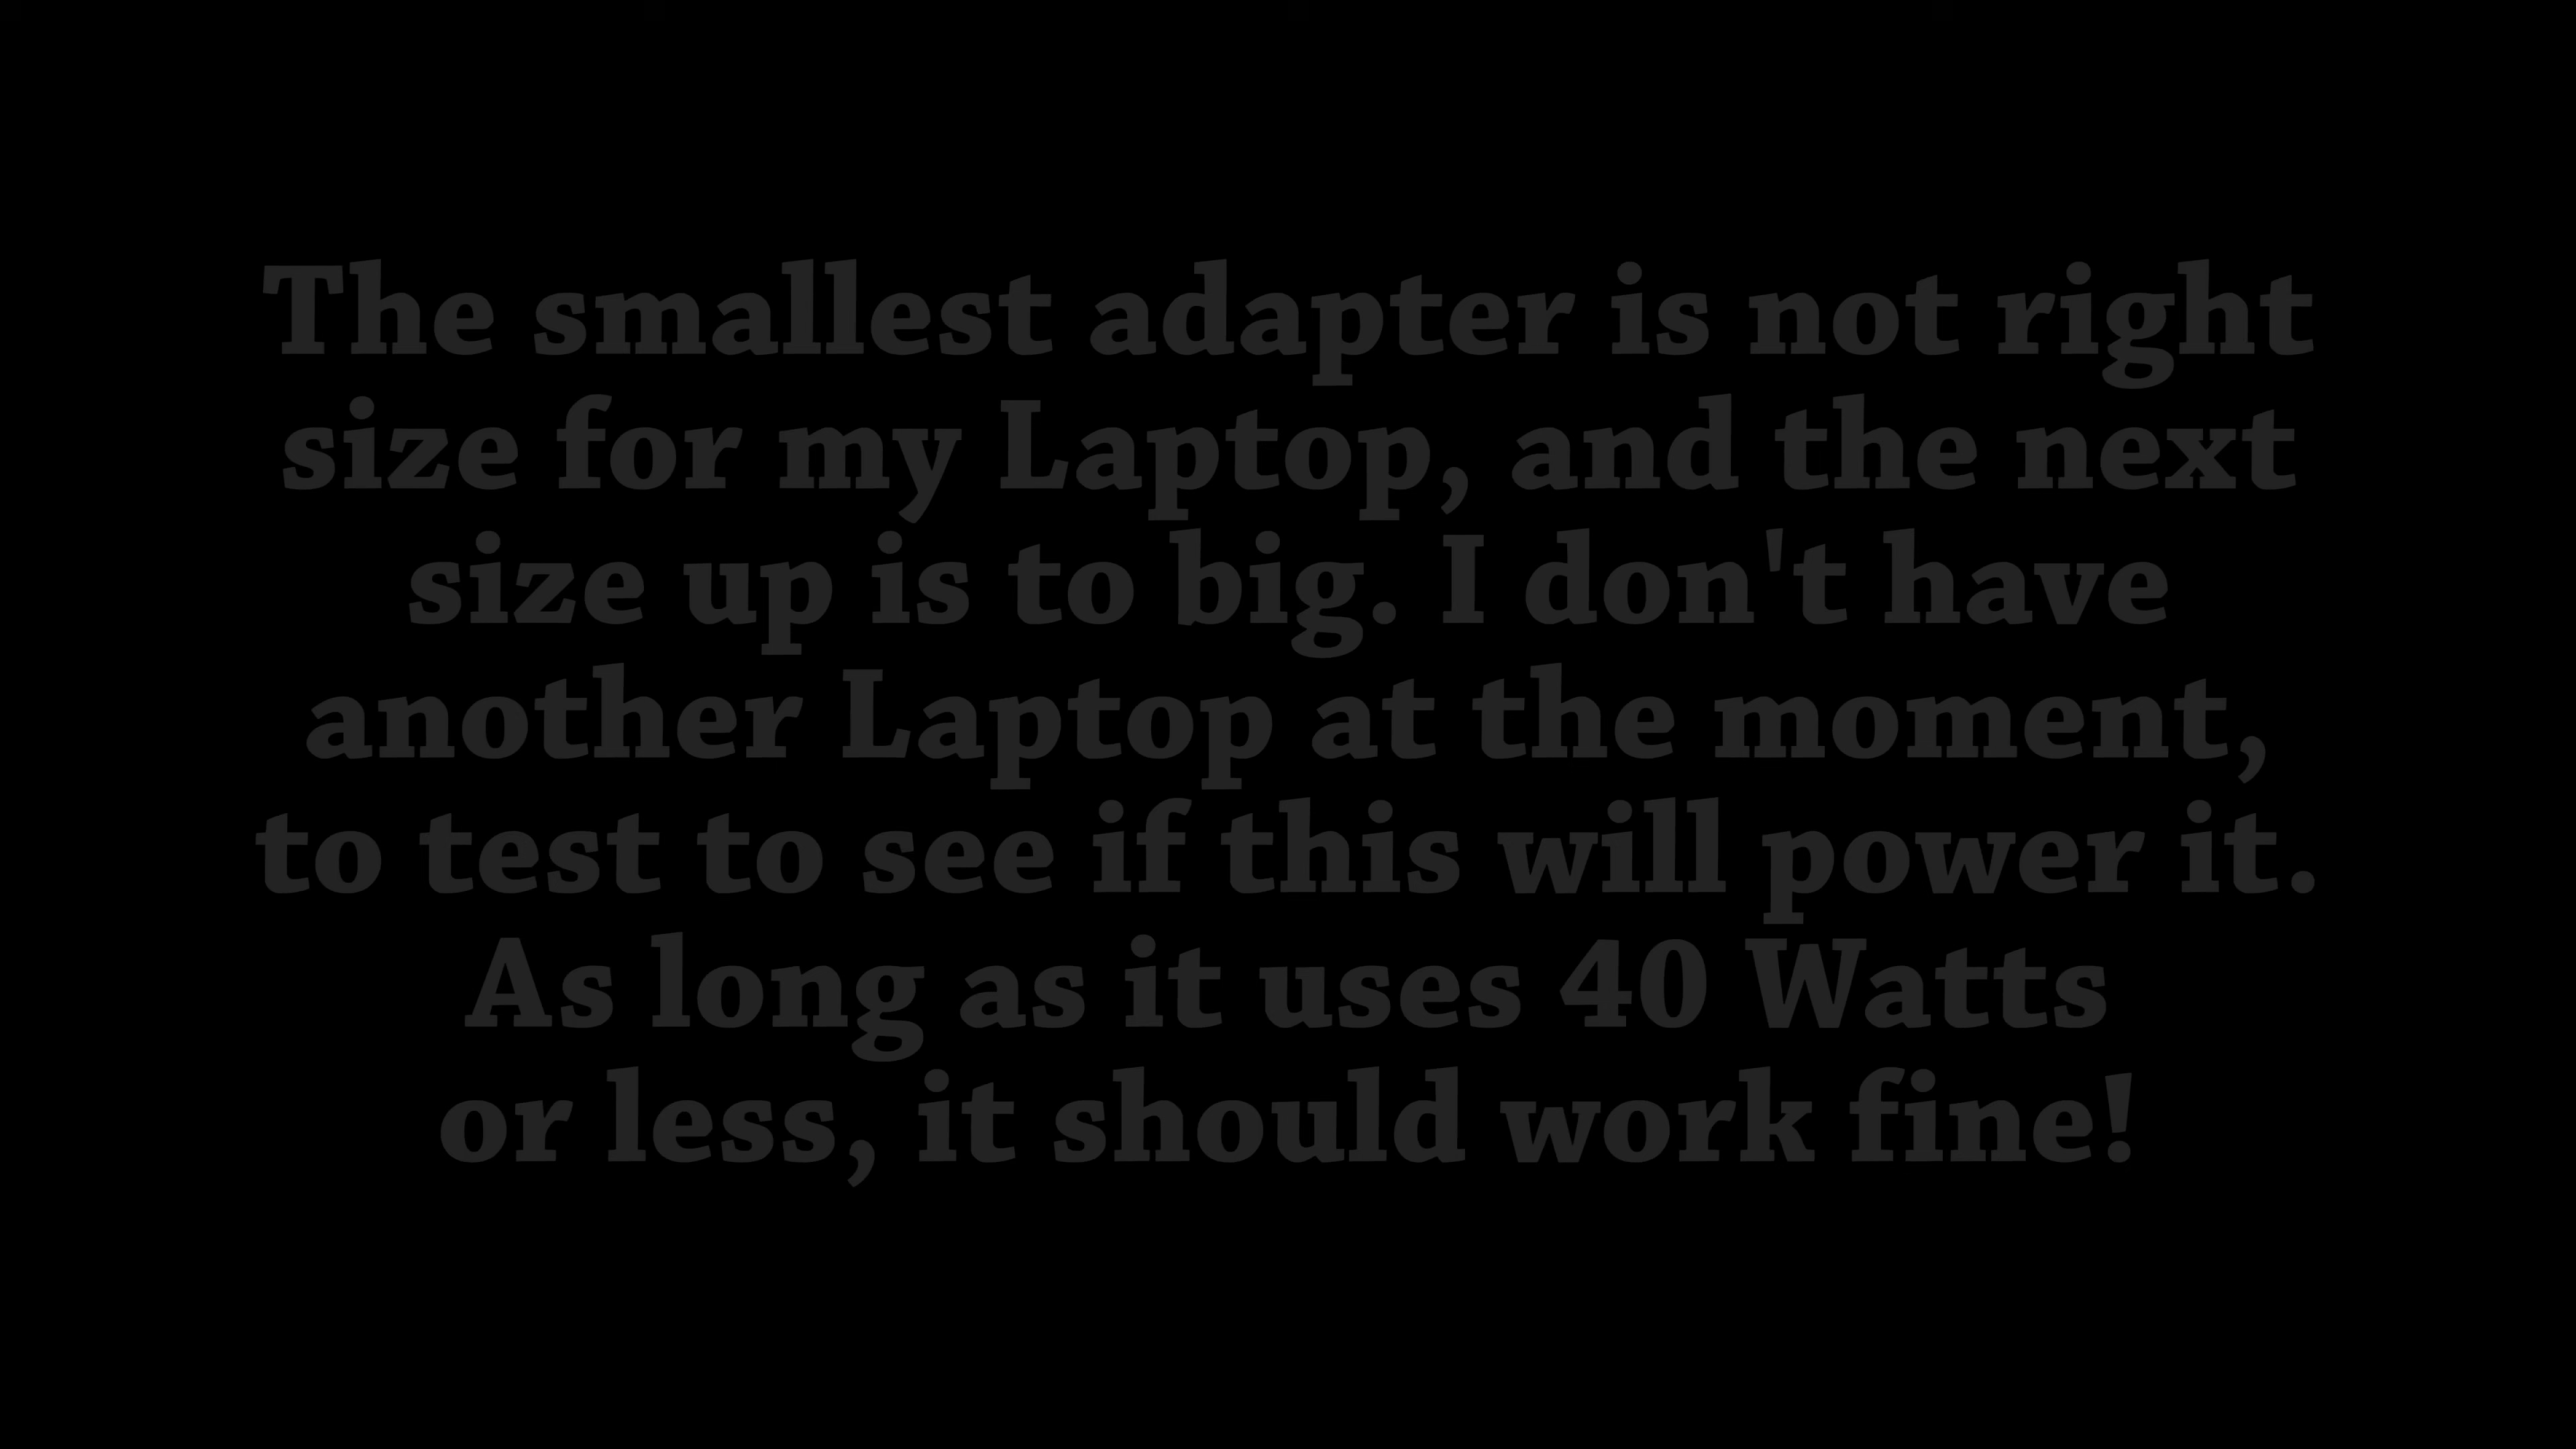 The smallest adapter is not right
size for my Laptop, and the next
size up is to big. I don't have
another Laptop at the moment,
to test to see if this will power it.
As long as it uses 40 Watts
or less, it should work fine!